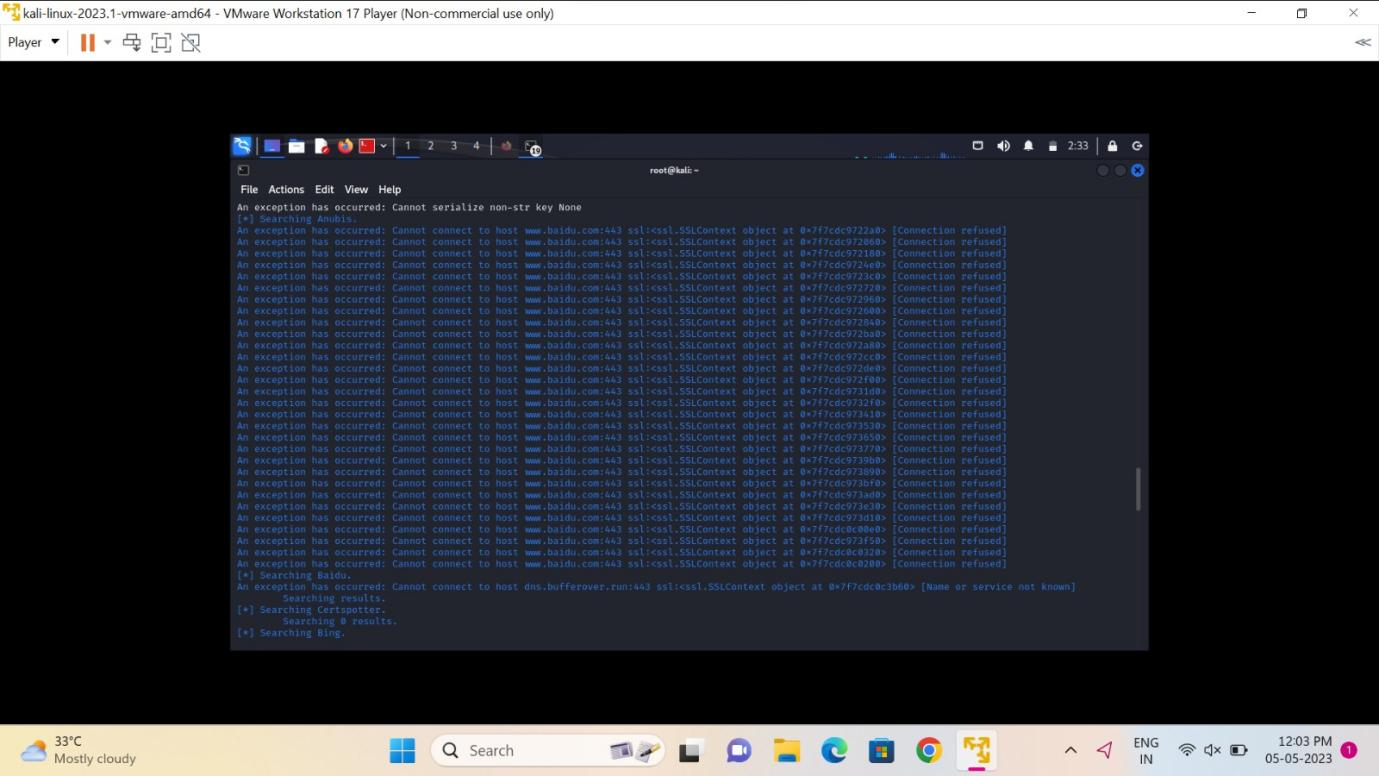 kali-linux-2023.1-vmware-amd64 - VMware Workstation 17 Player (Non-commercial use only)
Player
1 2 3 4
19
2:33
root@kali: ~
File Actions Edit View Help
An exception has occurred: Cannot serialize non-str key None
[*] Searching Anubis.
An exception has occurred: Cannot connect to host www.baidu.com:443 ssl:<ssl.SSLContext object at 0×7f7cdc9722a0> [Connection refused]
An exception has occurred: Cannot connect to host www.baidu.com:443 ssl:<ssl.SSLContext object at 0×7f7cdc972060> [Connection refused]
An exception has occurred: Cannot connect to host www.baidu.com:443 ssl:<ssl.SSLContext object at 0×7f7cdc972180> [Connection refused]
An exception has occurred: Cannot connect to host www.baidu.com:443 ssl:<ssl.SSLContext object at 0×7f7cdc9724e0> [Connection refused]
An exception has occurred: Cannot connect to host www.baidu.com:443 ssl:<ssl.SSLContext object at 0×7f7cdc9723c0> [Connection refused]
An exception has occurred: Cannot connect to host www.baidu.com:443 ssl:<ssl.SSLContext object at 0×7f7cdc972720> [Connection refused]
An exception has occurred: Cannot connect to host www.baidu.com:443 ssl:<ssl.SSLContext object at 0×7f7cdc972960> [Connection refused]
An exception has occurred: Cannot connect to host www.baidu.com:443 ssl:<ssl.SSLContext object at 0×7f7cdc972600> [Connection refused]
An exception has occurred: Cannot connect to host www.baidu.com:443 ssl:<ssl.SSLContext object at 0×7f7cdc972840> [Connection refused]
An exception has occurred: Cannot connect to host www.baidu.com:443 ssl:<ssl.SSLContext object at 0×7f7cdc972ba0> [Connection refused]
An exception has occurred: Cannot connect to host www.baidu.com:443 ssl:<ssl.SSLContext object at 0×7f7cdc972a80> [Connection refused]
An exception has occurred: Cannot connect to host www.baidu.com:443 ssl:<ssl.SSLContext object at 0×7f7cdc972cc0> [Connection refused]
An exception has occurred: Cannot connect to host www.baidu.com:443 ssl:<ssl.SSLContext object at 0×7f7cdc972de0> [Connection refused]
An exception has occurred: Cannot connect to host www.baidu.com:443 ssl:<ssl.SSLContext object at 0×7f7cdc972f00> [Connection refused]
An exception has occurred: Cannot connect to host www.baidu.com:443 ssl:<ssl.SSLContext object at 0×7f7cdc9731d0> [Connection refused]
An exception has occurred: Cannot connect to host www.baidu.com:443 ssl:<ssl.SSLContext object at 0×7f7cdc9732f0> [Connection refused]
An exception has occurred: Cannot connect to host www.baidu.com:443 ssl:<ssl.SSLContext object at 0×7f7cdc973410> [Connection refused]
An exception has occurred: Cannot connect to host www.baidu.com:443 ssl:<ssl.SSLContext object at 0×7f7cdc973530> [Connection refused]
An exception has occurred: Cannot connect to host www.baidu.com:443 ssl:<ssl.SSLContext object at 0×7f7cdc973650> [Connection refused]
An exception has occurred: Cannot connect to host www.baidu.com:443 ssl:<ssl.SSLContext object at 0×7f7cdc973770> [Connection refused]
An exception has occurred: Cannot connect to host www.baidu.com:443 ssl:<ssl.SSLContext object at 0×7f7cdc9739b0> [Connection refused]
An exception has occurred: Cannot connect to host www.baidu.com:443 ssl:<ssl.SSLContext object at 0×7f7cdc973890> [Connection refused]
An exception has occurred: Cannot connect to host www.baidu.com:443 ssl:<ssl.SSLContext object at 0×7f7cdc973bf0> [Connection refused]
An exception has occurred: Cannot connect to host www.baidu.com:443 ssl:<ssl.SSLContext object at 0×7f7cdc973ad0> [Connection refused]
An exception has occurred: Cannot connect to host www.baidu.com:443 ssl:<ssl.SSLContext object at 0×7f7cdc973e30> [Connection refused]
An exception has occurred: Cannot connect to host www.baidu.com:443 ssl:<ssl.SSLContext object at 0×7f7cdc973d10> [Connection refused]
An exception has occurred: Cannot connect to host www.baidu.com:443 ssl:<ssl.SSLContext object at 0×7f7cdc0c00e0> [Connection refused]
An exception has occurred: Cannot connect to host www.baidu.com:443 ssl:<ssl.SSLContext object at 0×7f7cdc973f50> [Connection refused]
An exception has occurred: Cannot connect to host www.baidu.com:443 ssl:<ssl.SSLContext object at 0×7f7cdc0c0320> [Connection refused]
An exception has occurred: Cannot connect to host www.baidu.com:443 ssl:<ssl.SSLContext object at 0×7f7cdc0c0200> [Connection refused]
[*] Searching Baidu.
An exception has occurred: Cannot connect to host dns.bufferover.run:443 ssl:<ssl.SSLContext object at 0×7f7cdc0c3b60> [Name or service not known]
Searching results.
[*] Searching Certspotter.
Searching 0 results.
[*] Searching Bing.
33°C
Mostly cloudy
Search
ENG
IN
12:03 PM
05-05-2023
1